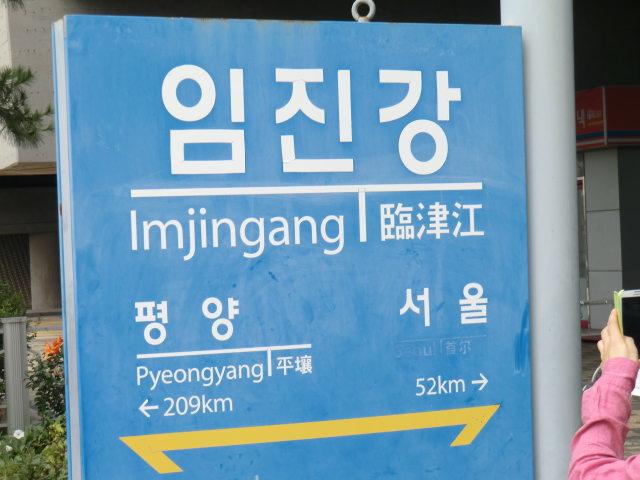 임진강
Imjingang 臨津江
평양 서울
Pyeongyang 平壤 Seoul 首尔
← 209km 52km →